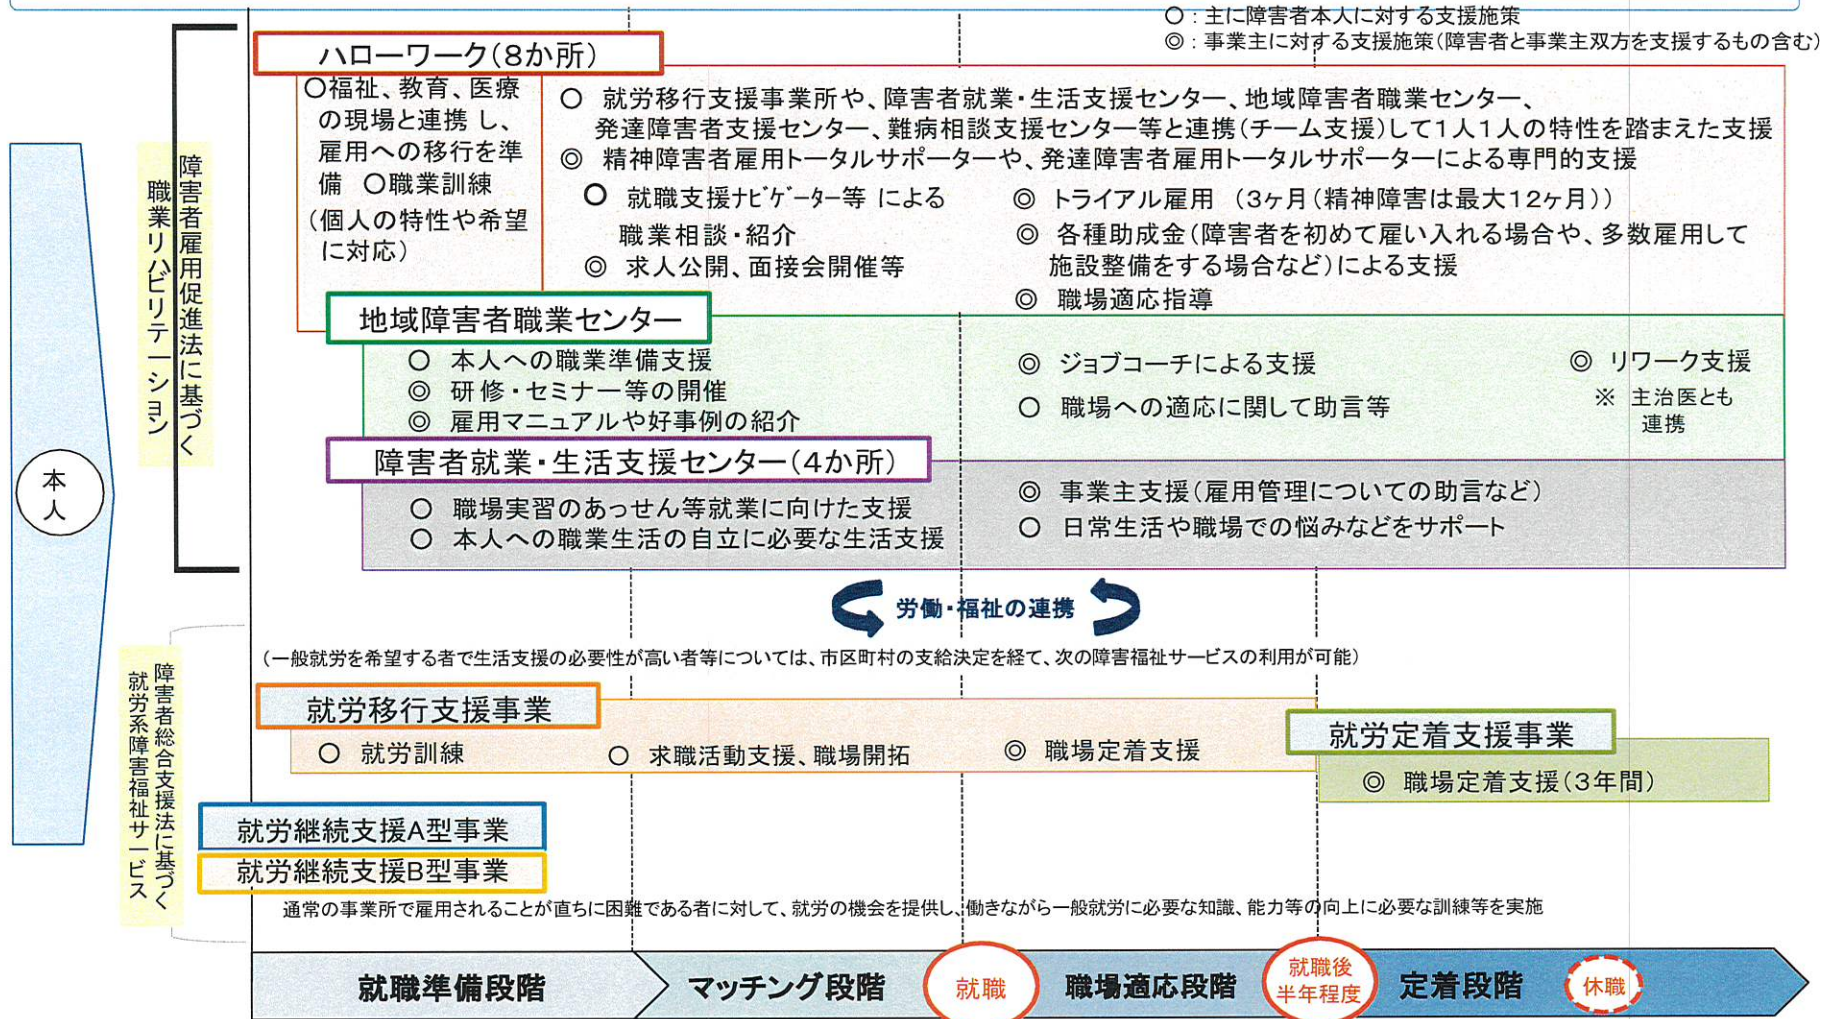 ○：主に障害者本人に対する支援施策
◎：事業主に対する支援施策（障害者と事業主双方を支援するもの含む）
ハローワーク（8か所）
○福祉、教育、医療
の現場と連携 し、
雇用への移行を準
備　○職業訓練
（個人の特性や希望
に対応）
○　就労移行支援事業所や、障害者就業・生活支援センター、地域障害者職業センター、
発達障害者支援センター、難病相談支援センター等と連携（チーム支援）して1人1人の特性を踏まえた支援
◎　精神障害者雇用トータルサポーターや、発達障害者雇用トータルサポーターによる専門的支援
○　就職支援ﾅﾋﾞｹﾞｰﾀｰ等 による
職業相談・紹介
◎　求人公開、面接会開催等
◎　トライアル雇用　（3ヶ月（精神障害は最大12ヶ月））
◎　各種助成金（障害者を初めて雇い入れる場合や、多数雇用して
施設整備をする場合など）による支援
◎　職場適応指導
障害者雇用促進法に基づく
職業リハビリテーション
地域障害者職業センター
○　本人への職業準備支援
◎　研修・セミナー等の開催
◎　雇用マニュアルや好事例の紹介
◎　ジョブコーチによる支援
○　職場への適応に関して助言等
◎　リワーク支援
※　主治医とも
連携
障害者就業・生活支援センター（4か所）
○　職場実習のあっせん等就業に向けた支援
○　本人への職業生活の自立に必要な生活支援
◎　事業主支援（雇用管理についての助言など）
○　日常生活や職場での悩みなどをサポート
本
人
労働・福祉の連携
（一般就労を希望する者で生活支援の必要性が高い者等については、市区町村の支給決定を経て、次の障害福祉サービスの利用が可能）
障害者総合支援法に基づく
就労系障害福祉サービス
就労移行支援事業
○　就労訓練
○　求職活動支援、職場開拓
◎　職場定着支援
就労定着支援事業
◎　職場定着支援（3年間）
就労継続支援A型事業
就労継続支援B型事業
通常の事業所で雇用されることが直ちに困難である者に対して、就労の機会を提供し、働きながら一般就労に必要な知識、能力等の向上に必要な訓練等を実施
就職準備段階
マッチング段階
就職
職場適応段階
就職後
半年程度
定着段階
休職